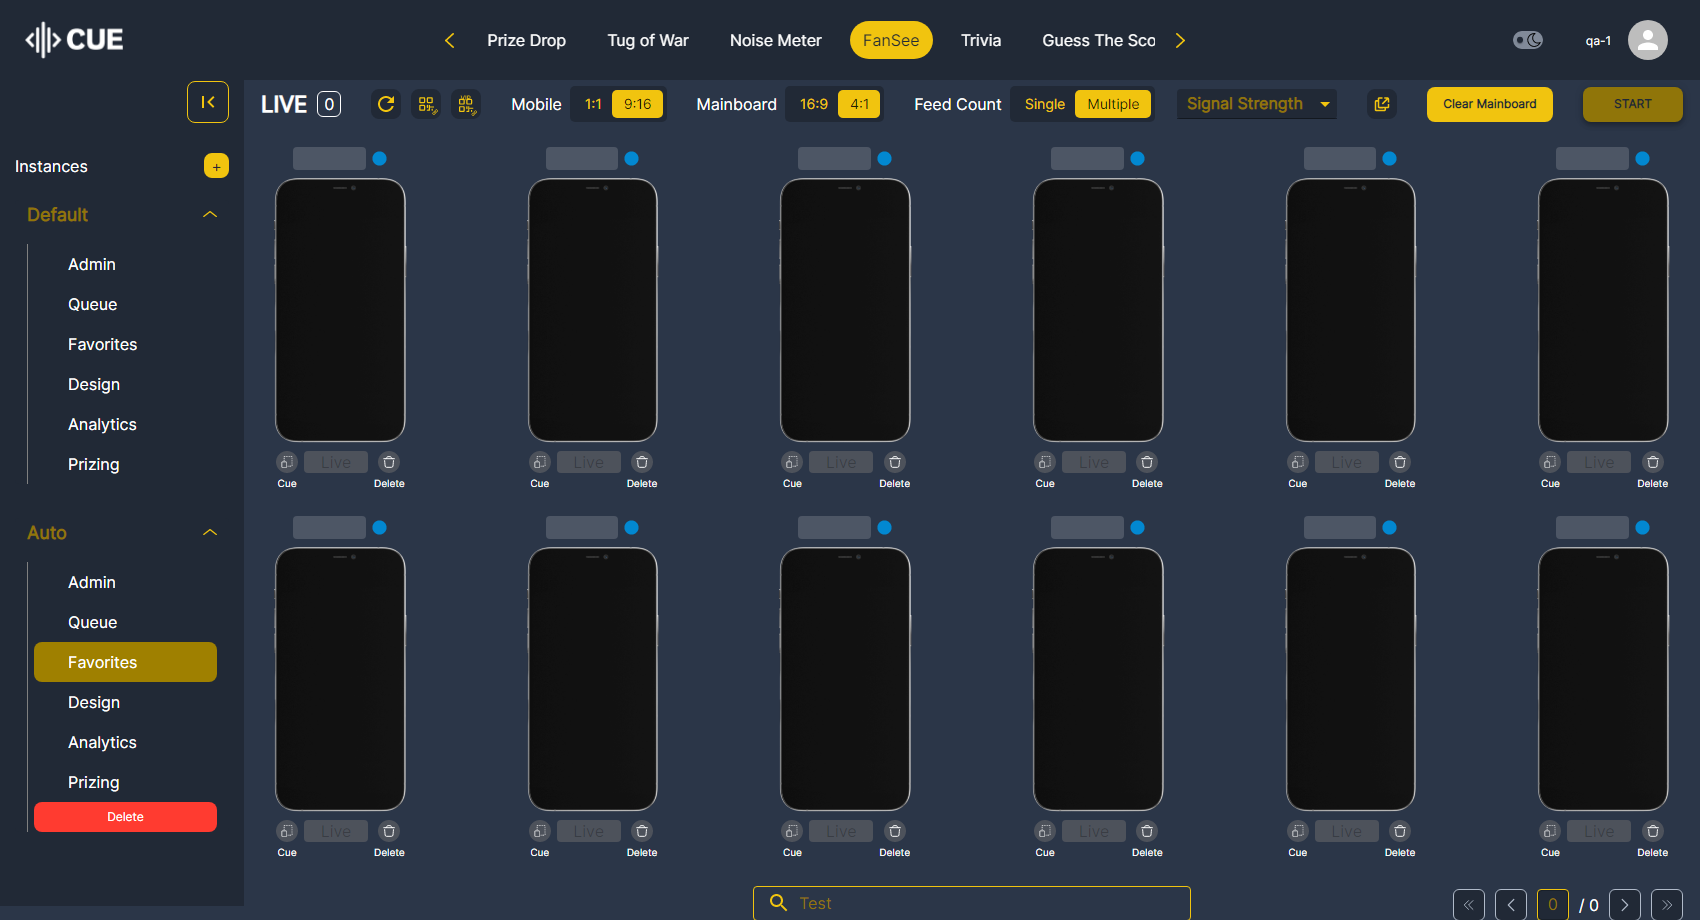 CUE
Prize Drop
Tug of War
Noise Meter
FanSee
Trivia
Guess The Sco
qa-1
LIVE 0
Mobile 1:1 9:16
Mainboard 16:9 4:1
Feed Count Single Multiple
Signal Strength
Clear Mainboard
START
Instances +
Default
Admin
Queue
Favorites
Design
Analytics
Prizing
Auto
Admin
Queue
Favorites
Design
Analytics
Prizing
Delete
Live Live Live Live Live Live
Cue Delete Cue Delete Cue Delete Cue Delete Cue Delete Cue Delete
Live Live Live Live Live Live
Cue Delete Cue Delete Cue Delete Cue Delete Cue Delete Cue Delete
Test
0 / 0